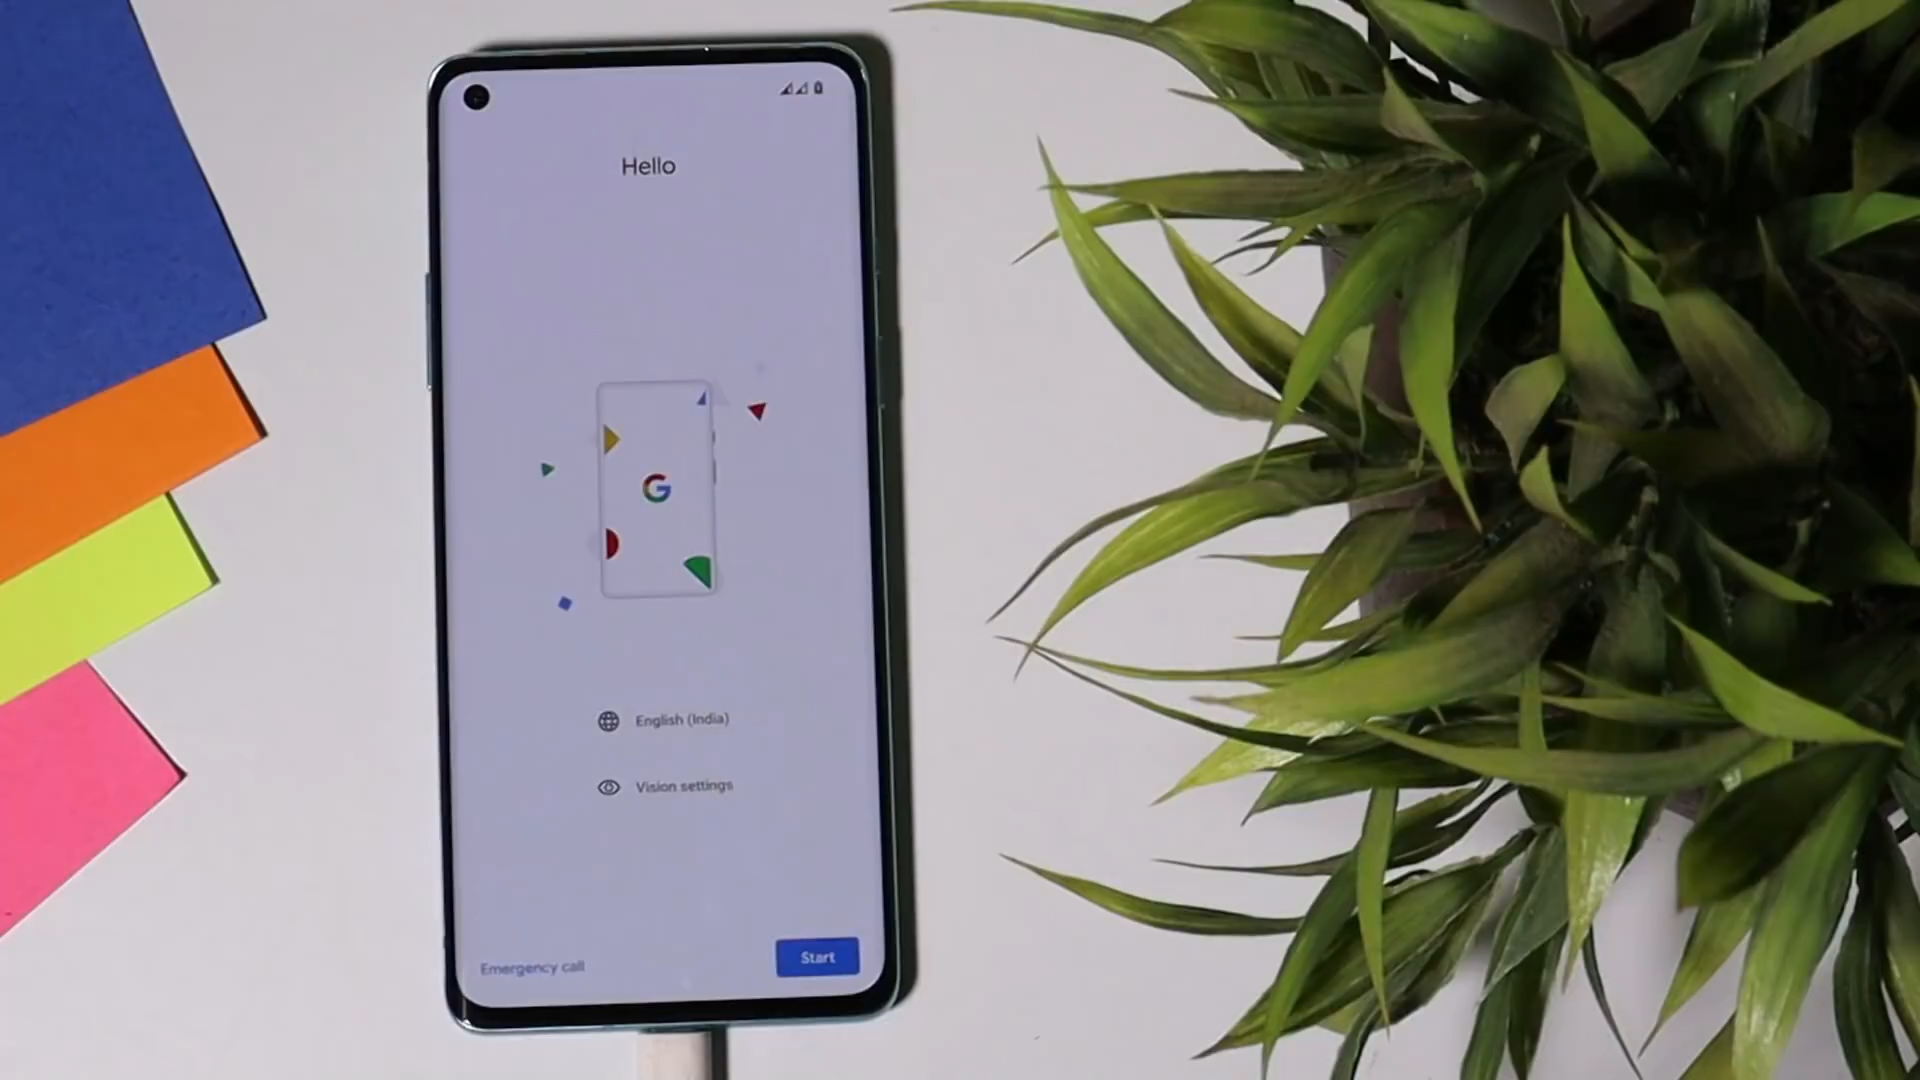 Hello
G
English (India)
Vision settings
Emergency call
Start